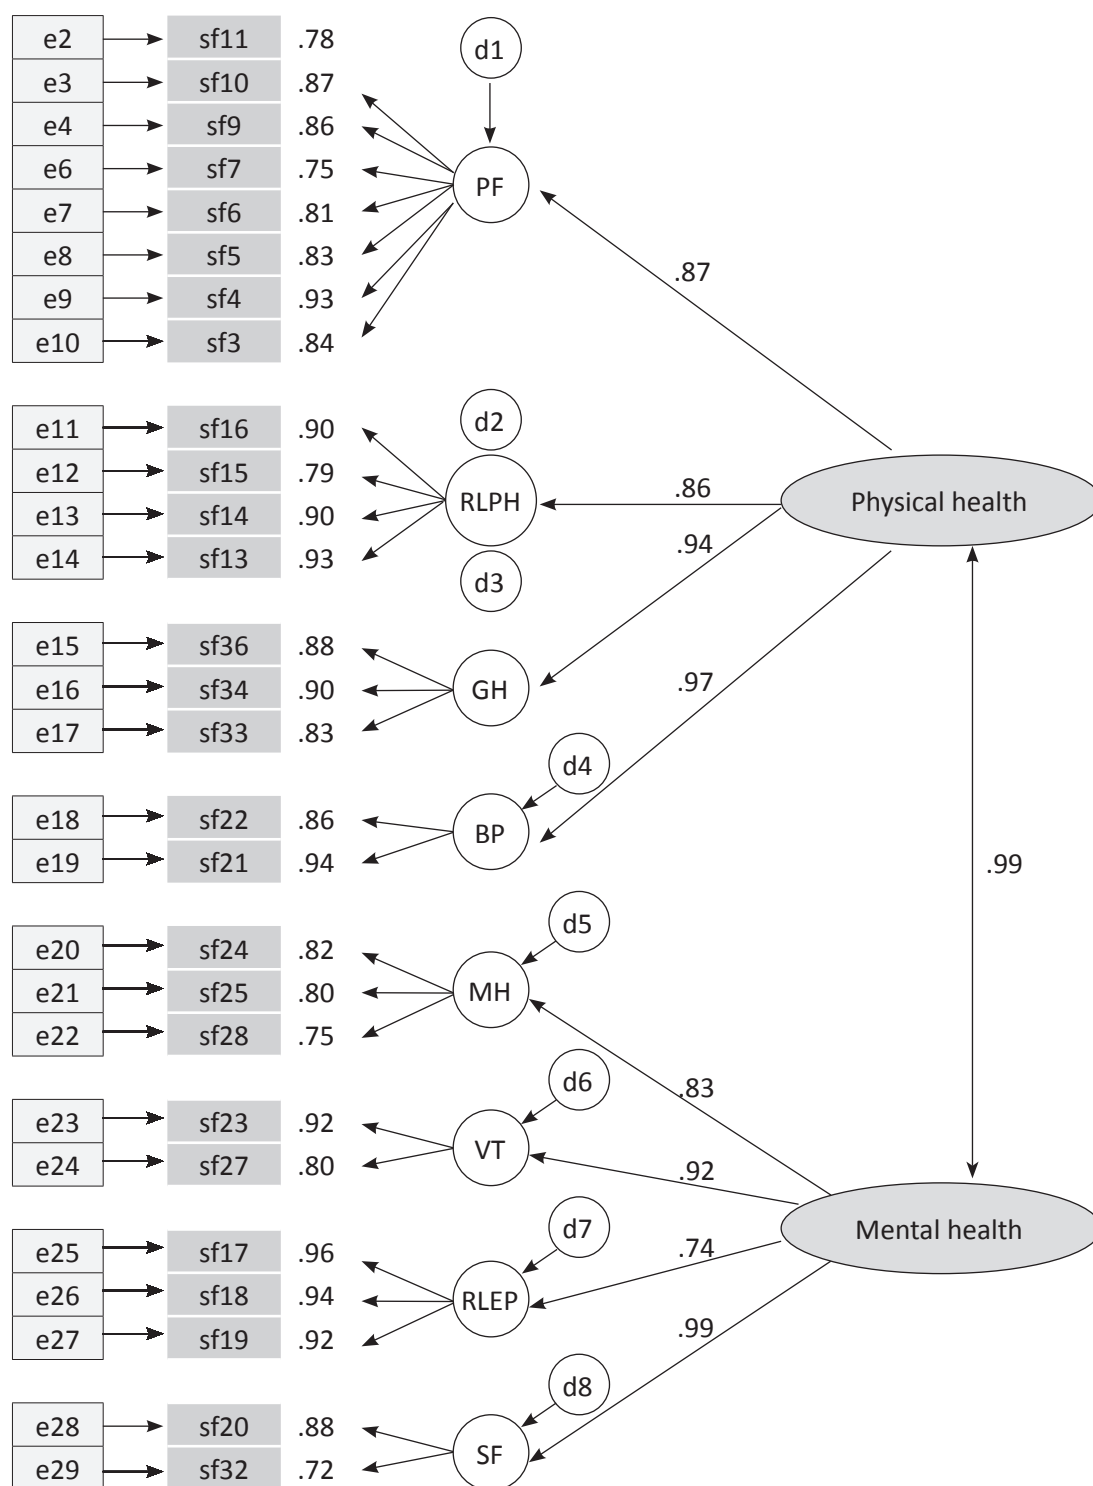 e2 sf11 .78 d1
e3 sf10 .87
e4 sf9 .86
e6 sf7 .75 PF
e7 sf6 .81
e8 sf5 .83 .87
e9 sf4 .93
e10 sf3 .84
e11 sf16 .90 d2
e12 sf15 .79
RLPH .86 Physical health
e13 sf14 .90
.94
e14 sf13 .93
d3
e15 sf36 .88
e16 sf34 .90 GH .97
e17 sf33 .83
d4
e18 sf22 .86
BP
e19 sf21 .94 .99
d5
e20 sf24 .82
e21 sf25 .80 MH
e22 sf28 .75
d6 .83
e23 sf23 .92
VT
e24 sf27 .80 .92
d7 Mental health
e25 sf17 .96 .74
e26 sf18 .94 RLEP
e27 sf19 .92 .99
d8
e28 sf20 .88
SF
e29 sf32 .72